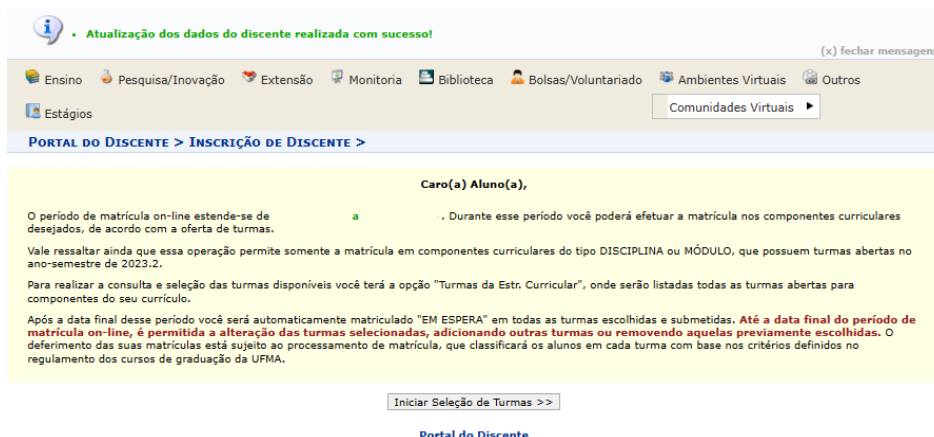 Atualização dos dados do discente realizada com sucesso!
(x) fechar mensagens
Ensino Pesquisa/Inovação Extensão Monitoria Biblioteca Bolsas/Voluntariado Ambientes Virtuais Outros
Estágios Comunidades Virtuais
PORTAL DO DISCENTE > INSCRIÇÃO DE DISCENTE >
Caro(a) Aluno(a),
O período de matrícula on-line estende-se de a . Durante esse período você poderá efetuar a matrícula nos componentes curriculares
desejados, de acordo com a oferta de turmas.
Vale ressaltar ainda que essa operação permite somente a matrícula em componentes curriculares do tipo DISCIPLINA ou MÓDULO, que possuem turmas abertas no
ano-semestre de 2023.2.
Para realizar a consulta e seleção das turmas disponíveis você terá a opção "Turmas da Estr. Curricular", onde serão listadas todas as turmas abertas para
componentes do seu currículo.
Após a data final desse período você será automaticamente matriculado "EM ESPERA" em todas as turmas escolhidas e submetidas. Até a data final do período de
matrícula on-line, é permitida a alteração das turmas selecionadas, adicionando outras turmas ou removendo aquelas previamente escolhidas. O
deferimento das suas matrículas está sujeito ao processamento de matrícula, que classificará os alunos em cada turma com base nos critérios definidos no
regulamento dos cursos de graduação da UFMA.
Iniciar Seleção de Turmas >>
Portal do Discente